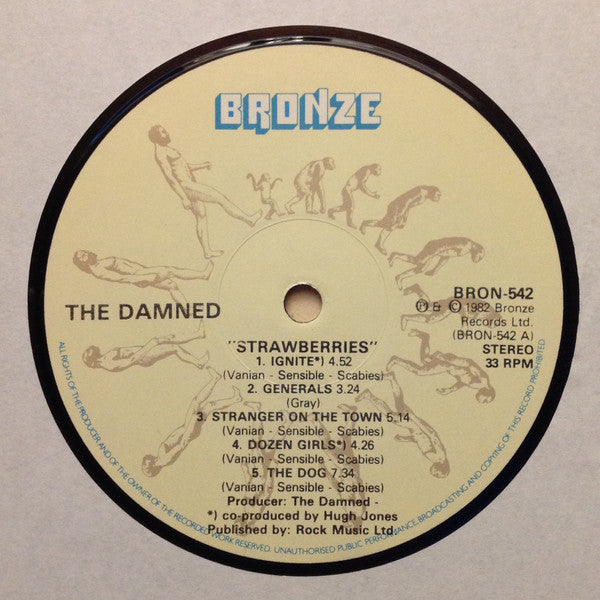 BRONZE
THE DAMNED
BRON-542
℗ & © 1982 Bronze
Records Ltd.
(BRON-542 A)
STEREO
33 RPM
"STRAWBERRIES"
1. IGNITE*) 4.52
(Vanian - Sensible - Scabies)
2. GENERALS 3.24
(Gray)
3. STRANGER ON THE TOWN 5.14
(Vanian - Sensible - Scabies)
4. DOZEN GIRLS*) 4.26
(Vanian - Sensible - Scabies)
5. THE DOG 7.34
(Vanian - Sensible - Scabies)
Producer: The Damned -
*) co-produced by Hugh Jones
Published by: Rock Music Ltd.
ALL RIGHTS OF THE PRODUCER AND OF THE OWNER OF THE RECORDED WORK RESERVED. UNAUTHORISED PUBLIC PERFORMANCE, BROADCASTING AND COPYING OF THIS RECORD PROHIBITED